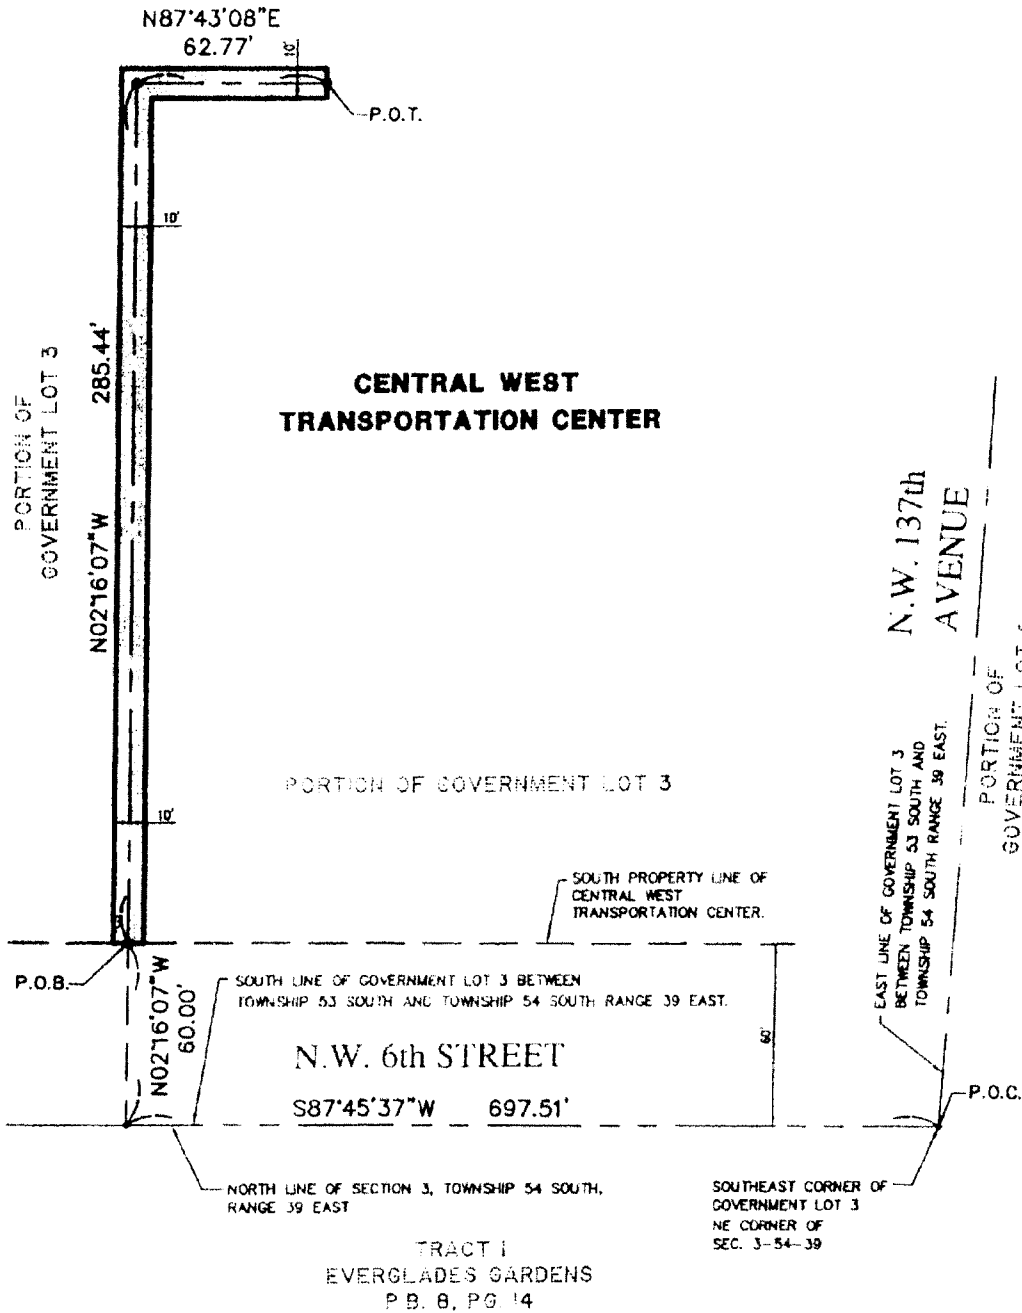 N87°43'08"E
62.77'
10'
P.O.T.
10'
PORTION OF
GOVERNMENT LOT 3
N02°16'07"W 285.44'
CENTRAL WEST
TRANSPORTATION CENTER
N.W. 137th
AVENUE
PORTION OF
EAST LINE OF GOVERNMENT LOT 3
BETWEEN TOWNSHIP 53 SOUTH AND
TOWNSHIP 54 SOUTH RANGE 39 EAST.
PORTION OF GOVERNMENT LOT 3
10'
SOUTH PROPERTY LINE OF
CENTRAL WEST
TRANSPORTATION CENTER.
P.O.B.
N02°16'07"W
60.00'
SOUTH LINE OF GOVERNMENT LOT 3 BETWEEN
TOWNSHIP 53 SOUTH AND TOWNSHIP 54 SOUTH RANGE 39 EAST.
N.W. 6th STREET
60'
S87°45'37"W 697.51'
P.O.C.
NORTH LINE OF SECTION 3, TOWNSHIP 54 SOUTH,
RANGE 39 EAST
SOUTHEAST CORNER OF
GOVERNMENT LOT 3
NE CORNER OF
SEC. 3-54-39
TRACT 1
EVERGLADES GARDENS
P.B. 8, PG. 14